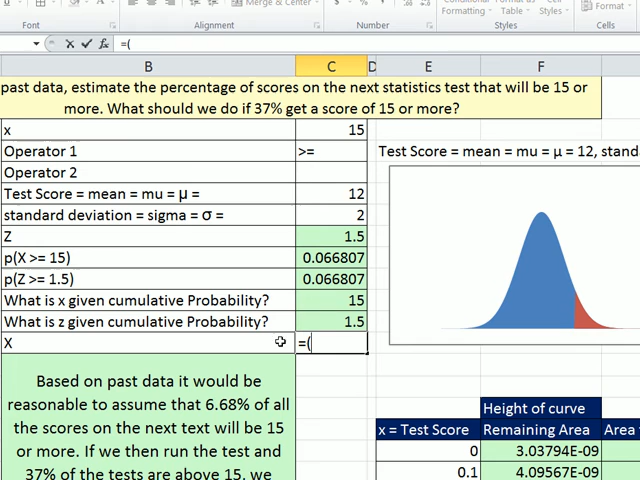 Merge & Center
$
Conditional Format Cell
Formatting Table Styles
Format
Font Alignment Number Styles Cells
fx =(
B C D E F
past data, estimate the percentage of scores on the next statistics test that will be 15 or
more. What should we do if 37% get a score of 15 or more?
x 15
Operator 1 >=
Test Score = mean = mu = μ = 12, standa
Operator 2
Test Score = mean = mu = μ = 12
standard deviation = sigma = σ = 2
Z 1.5
p(X >= 15) 0.066807
p(Z >= 1.5) 0.066807
What is x given cumulative Probability? 15
What is z given cumulative Probability? 1.5
X =(
Based on past data it would be
reasonable to assume that 6.68% of all
the scores on the next text will be 15
or more. If we then run the test and
37% of the tests are above 15, we
Height of curve
x = Test Score Remaining Area Area
0 3.03794E-09
0.1 4.09567E-09